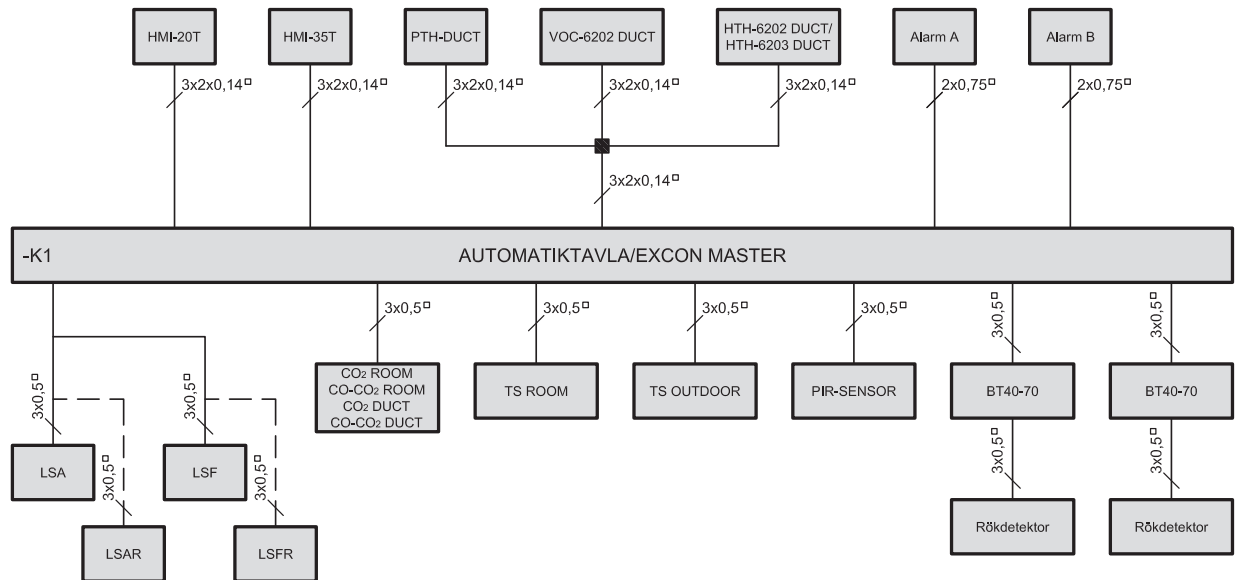 HMI-20T
HMI-35T
PTH-DUCT
VOC-6202 DUCT
HTH-6202 DUCT/
HTH-6203 DUCT
Alarm A
Alarm B
3x2x0,14□
3x2x0,14□
3x2x0,14□
3x2x0,14□
3x2x0,14□
2x0,75□
2x0,75□
3x2x0,14□
-K1
AUTOMATIKTAVLA/EXCON MASTER
3x0,5□
3x0,5□
3x0,5□
3x0,5□
3x0,5□
3x0,5□
CO₂ ROOM
CO-CO₂ ROOM
CO₂ DUCT
CO-CO₂ DUCT
TS ROOM
TS OUTDOOR
PIR-SENSOR
BT40-70
BT40-70
3x0,5□
3x0,5□
3x0,5□
3x0,5□
3x0,5□
3x0,5□
LSA
LSF
LSAR
LSFR
Rökdetektor
Rökdetektor